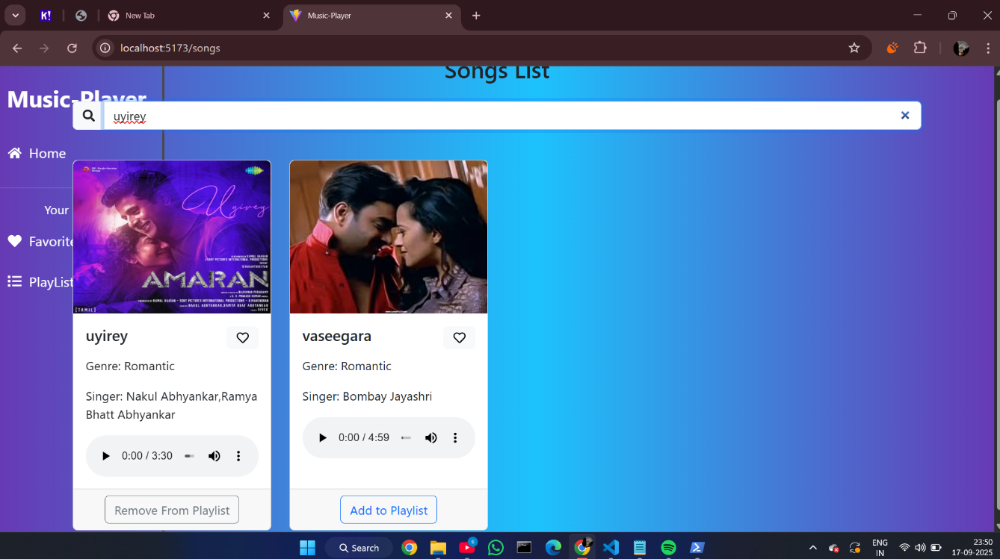 K!
New Tab
Music-Player
localhost:5173/songs
Songs List
Music-Player
uyirey
Home
Your
Favorite
PlayList
Uyirey
AMARAN
[TAMIL]
uyirey
Genre: Romantic
Singer: Nakul Abhyankar,Ramya
Bhatt Abhyankar
0:00 / 3:30
Remove From Playlist
vaseegara
Genre: Romantic
Singer: Bombay Jayashri
0:00 / 4:59
Add to Playlist
Search
ENG
IN
23:50
17-09-2025